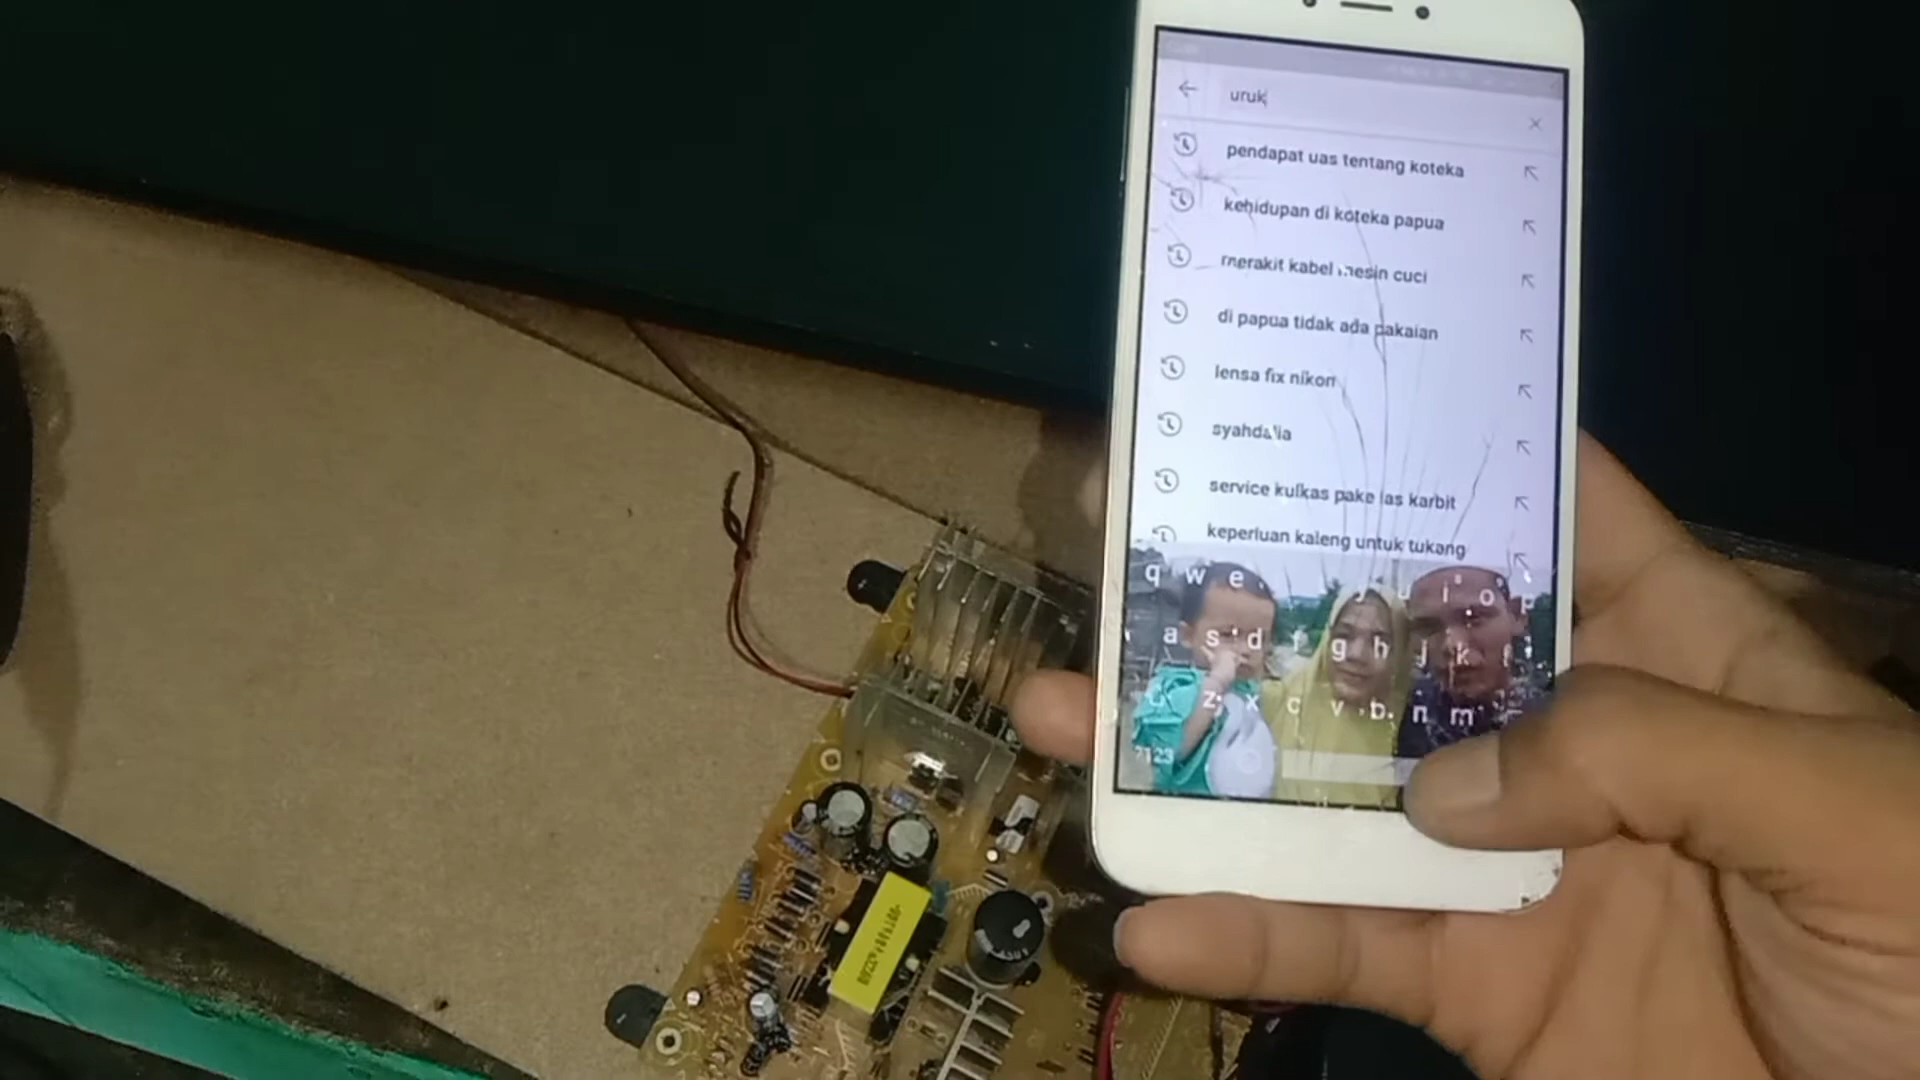 uruk
pendapat uas tentang koteka
kehidupan di koteka papua
merakit kabel mesin cuci
di papua tidak ada pakaian
lensa fix nikon
syahdalia
service kulkas pake las karbit
keperluan kaleng untuk tukang
q w e y u i o p
a s d f g h j k l
z x c v b n m
?123